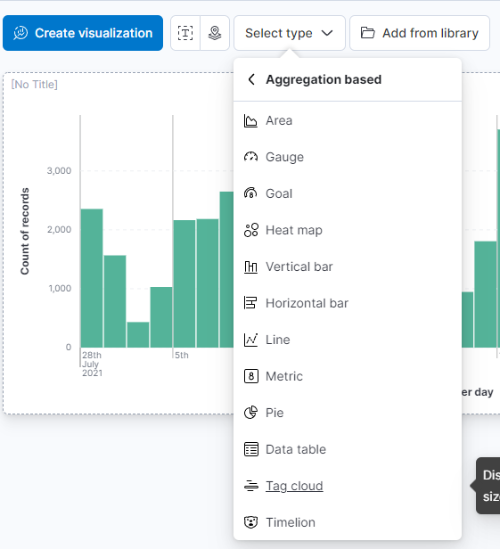 Create visualization
Select type
Add from library
[No Title]
Aggregation based
Area
Gauge
Goal
Heat map
Vertical bar
Horizontal bar
Line
Metric
Pie
Data table
Tag cloud
Timelion
Count of records
3,000
2,000
1,000
0
28th
July
2021
5th
er day
Dis
siz